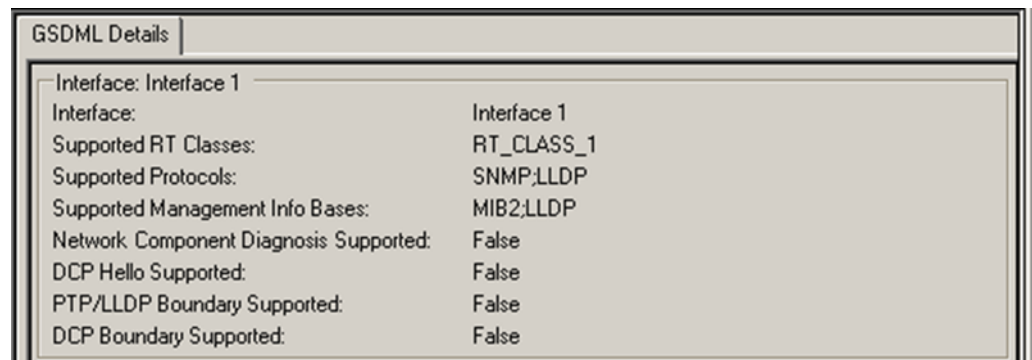 GSDML Details
Interface: Interface 1
Interface: Interface 1
Supported RT Classes: RT_CLASS_1
Supported Protocols: SNMP;LLDP
Supported Management Info Bases: MIB2;LLDP
Network Component Diagnosis Supported: False
DCP Hello Supported: False
PTP/LLDP Boundary Supported: False
DCP Boundary Supported: False